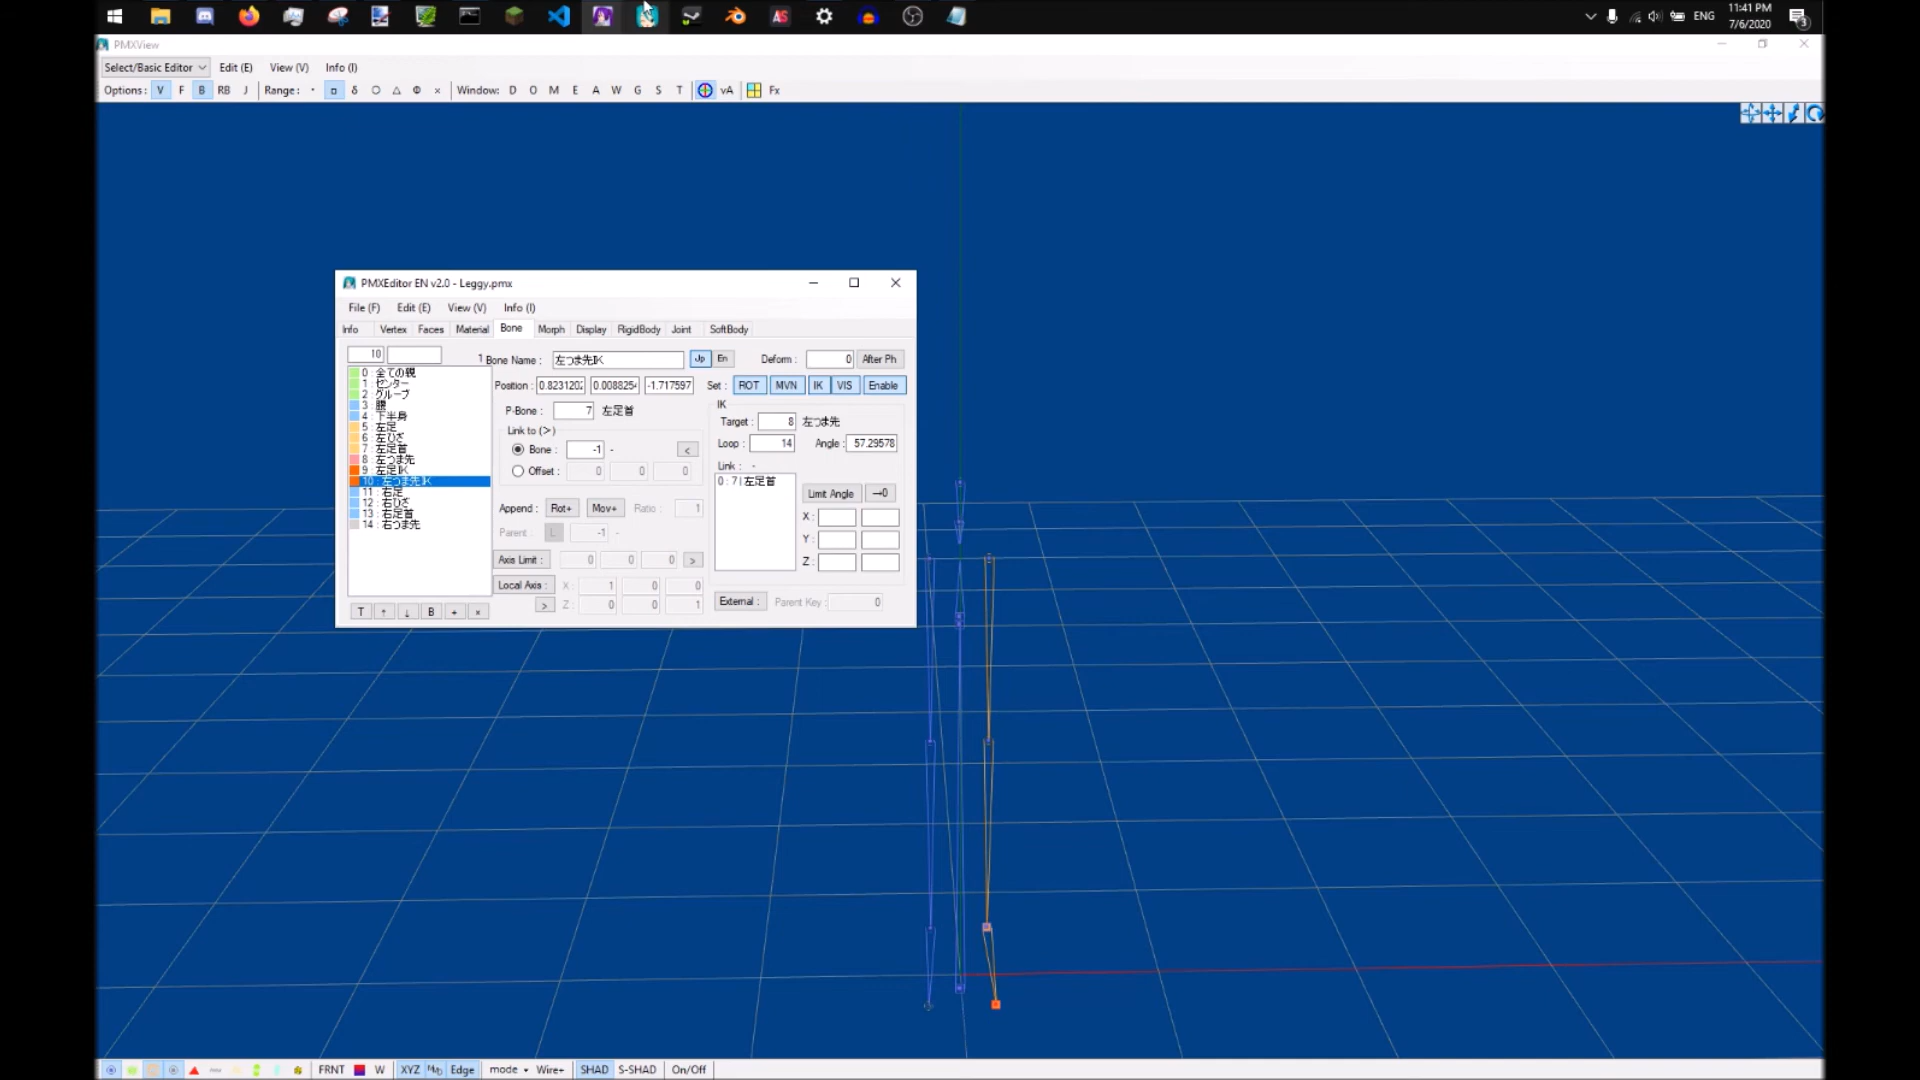 11:41 PM
ENG
7/6/2020
3
PMXView
Select/Basic Editor Edit (E) View (V) Info (I)
Options: V F B RB J Range: Window: D O M E A W G S T vA Fx
PMXEditor EN v2.0 - Leggy.pmx
File (F) Edit (E) View (V) Info (I)
Info Vertex Faces Material Bone Morph Display RigidBody Joint SoftBody
10 1 Bone Name : 左つま先IK Jp En Deform : 0 After Ph
0 : 全ての親
1 : センター
2 : グルーブ
3 : 腰
4 : 下半身
5 : 左足
6 : 左ひざ
7 : 左足首
8 : 左つま先
9 : 左足IK
10 : 左つま先IK
11 : 右足
12 : 右ひざ
13 : 右足首
14 : 右つま先
T ↑ ↓ B + ×
Position : 0.823120 0.008825 -1.717597 Set : ROT MVN IK VIS Enable
P-Bone : 7 左足首
Link to (>)
Bone : -1 - <
Offset : 0 0 0
Append : Rot+ Mov+ Ratio : 1
Parent : L -1 -
Axis Limit : 0 0 0 >
Local Axis : X : 1 0 0
> Z : 0 0 1
IK
Target : 8 左つま先
Loop : 14 Angle : 57.29578
Link : -
0 : 7 | 左足首
Limit Angle →0
X :
Y :
Z :
External : Parent Key : 0
FRNT W XYZ Edge mode Wire+ SHAD S-SHAD On/Off